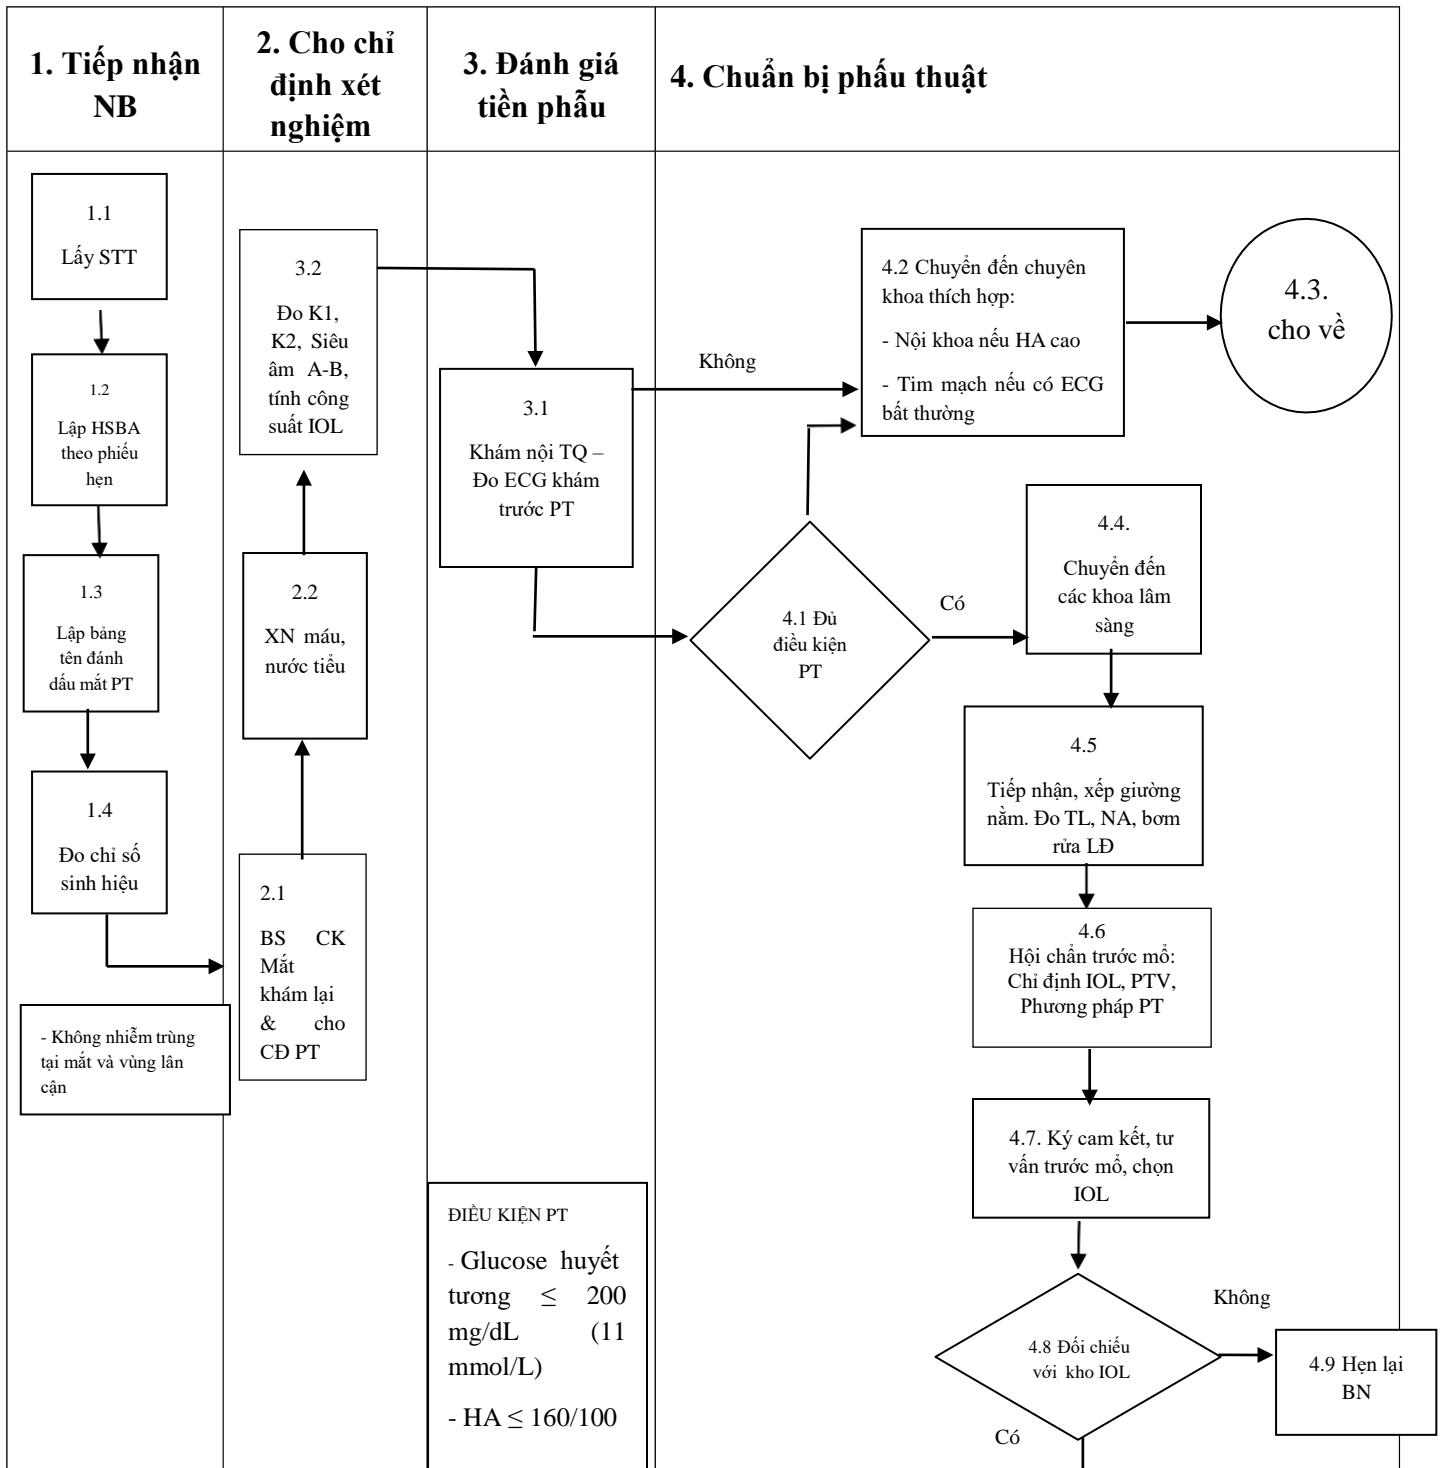 1. Tiếp nhận
NB
2. Cho chỉ
định xét
nghiệm
3. Đánh giá
tiền phẫu
4. Chuẩn bị phấu thuật
1.1
Lấy STT
1.2
Lập HSBA
theo phiếu
hẹn
1.3
Lập bảng
tên đánh
dấu mắt PT
1.4
Đo chỉ số
sinh hiệu
- Không nhiễm trùng
tại mắt và vùng lân
cận
3.2
Đo K1,
K2, Siêu
âm A-B,
tính công
suất IOL
2.2
XN máu,
nước tiểu
2.1
BS CK
Mắt
khám lại
& cho
CĐ PT
3.1
Khám nội TQ –
Đo ECG khám
trước PT
ĐIỀU KIỆN PT
- Glucose huyết
tương ≤ 200
mg/dL (11
mmol/L)
- HA ≤ 160/100
Không
4.2 Chuyển đến chuyên
khoa thích hợp:
- Nội khoa nếu HA cao
- Tim mạch nếu có ECG
bất thường
4.3.
cho về
4.1 Đủ
điều kiện
PT
Có
4.4.
Chuyển đến
các khoa lâm
sàng
4.5
Tiếp nhận, xếp giường
nằm. Đo TL, NA, bơm
rửa LĐ
4.6
Hội chẩn trước mổ:
Chỉ định IOL, PTV,
Phương pháp PT
4.7. Ký cam kết, tư
vấn trước mổ, chọn
IOL
4.8 Đối chiếu
với kho IOL
Không
4.9 Hẹn lại
BN
Có